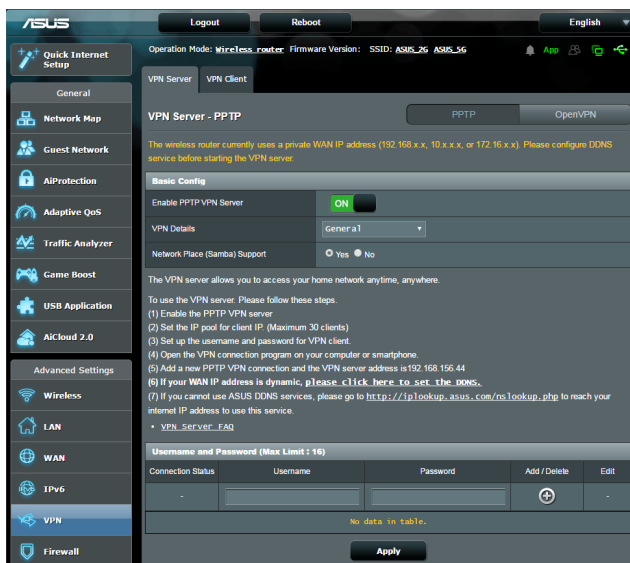 ASUS
Logout
Reboot
English
Quick Internet
Setup
Operation Mode: Wireless router Firmware Version: SSID: ASUS_2G ASUS_5G
App
General
Network Map
Guest Network
AiProtection
Adaptive QoS
Traffic Analyzer
Game Boost
USB Application
AiCloud 2.0
Advanced Settings
Wireless
LAN
WAN
IPv6
VPN
Firewall
VPN Server
VPN Client
VPN Server - PPTP
PPTP
OpenVPN
The wireless router currently uses a private WAN IP address (192.168.x.x, 10.x.x.x, or 172.16.x.x). Please configure DDNS
service before starting the VPN server.
Basic Config
Enable PPTP VPN Server
ON
VPN Details
General
Network Place (Samba) Support
Yes
No
The VPN server allows you to access your home network anytime, anywhere.
To use the VPN server. Please follow these steps.
(1) Enable the PPTP VPN server
(2) Set the IP pool for client IP. (Maximum 30 clients)
(3) Set up the username and password for VPN client.
(4) Open the VPN connection program on your computer or smartphone.
(5) Add a new PPTP VPN connection and the VPN server address is192.168.156.44
(6) If your WAN IP address is dynamic, please click here to set the DDNS.
(7) If you cannot use ASUS DDNS services, please go to http://iplookup.asus.com/nslookup.php to reach your
internet IP address to use this service.
• VPN Server FAQ
Username and Password (Max Limit : 16)
Connection Status
Username
Password
Add / Delete
Edit
-
-
No data in table.
Apply